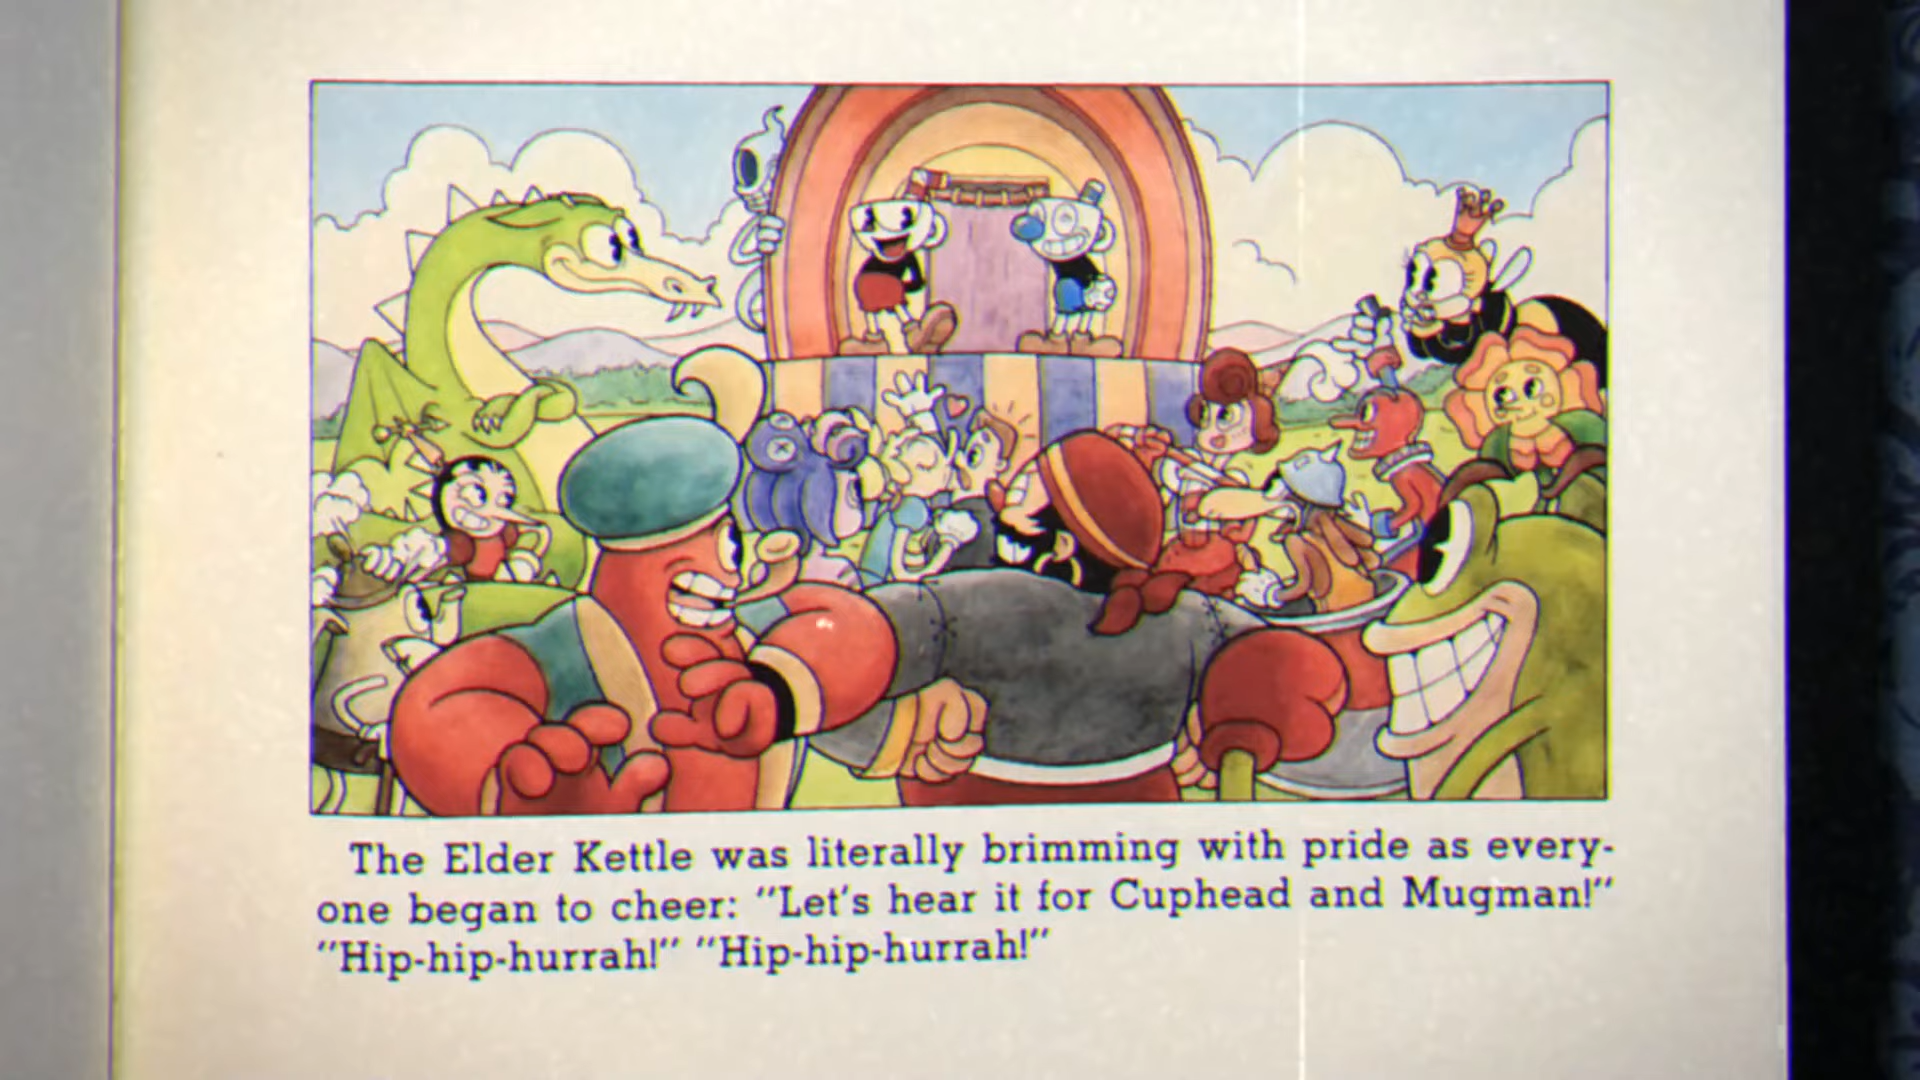 The Elder Kettle was literally brimming with pride as every-
one began to cheer: "Let's hear it for Cuphead and Mugman!"
"Hip-hip-hurrah!" "Hip-hip-hurrah!"